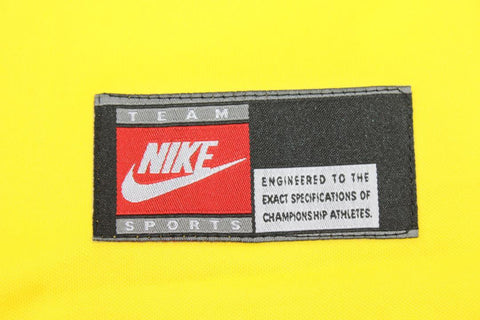 TEAM
NIKE
SPORTS
ENGINEERED TO THE
EXACT SPECIFICATIONS OF
CHAMPIONSHIP ATHLETES.